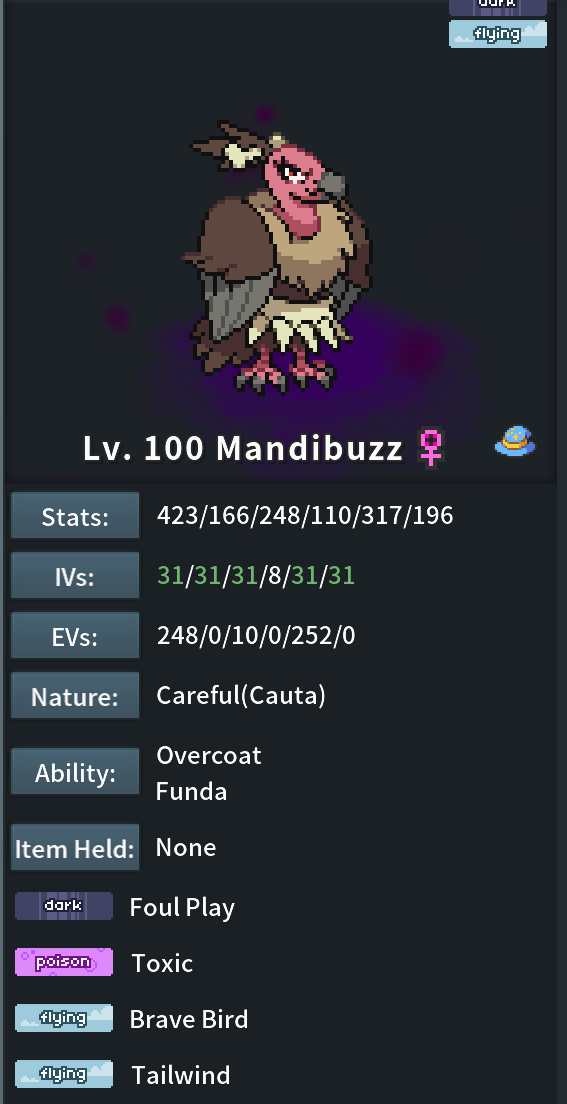 dark
flying
Lv. 100 Mandibuzz ♀
Stats: 423/166/248/110/317/196
IVs: 31/31/31/8/31/31
EVs: 248/0/10/0/252/0
Nature: Careful(Cauta)
Ability: Overcoat
Funda
Item Held: None
dark Foul Play
poison Toxic
flying Brave Bird
flying Tailwind